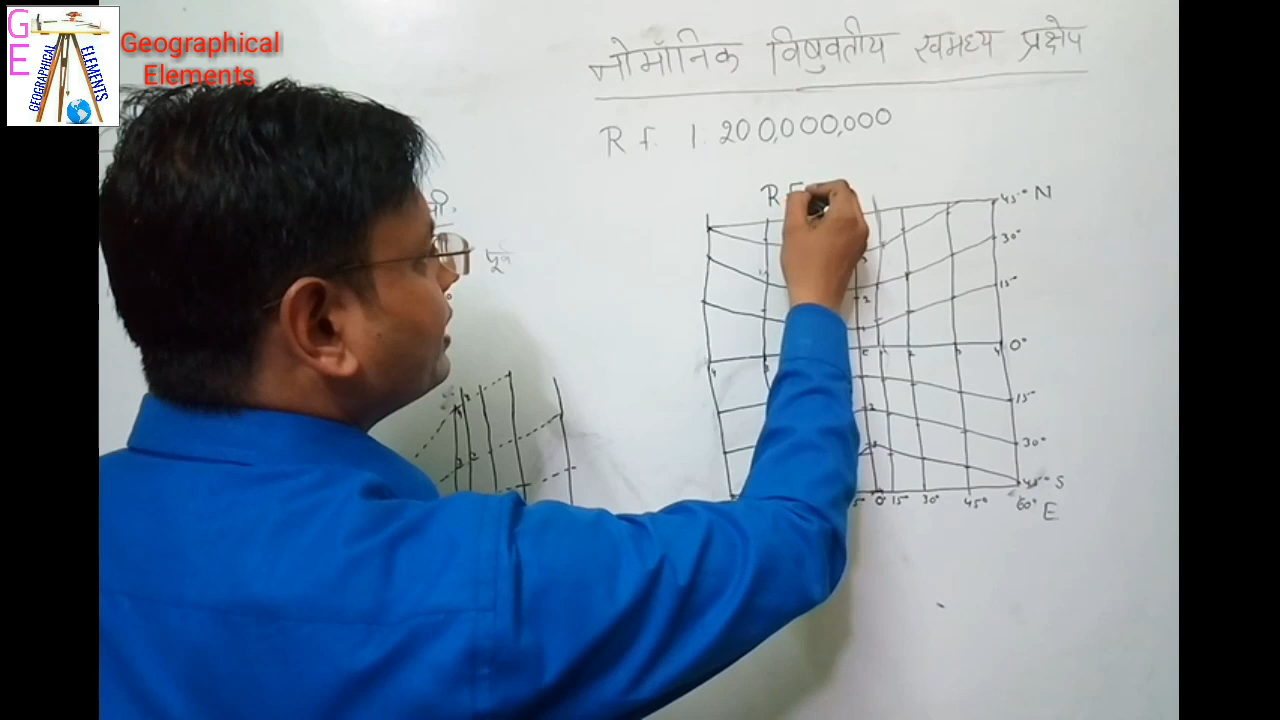 GE
GEOGRAPHICAL ELEMENTS
Geographical
Elements
नोमॉनिक विषुवतीय खमध्य प्रक्षेप
R F. 1. 200,000,000
R F
45° N
30°
15°
0°
15°
30°
45° S
0° 15° 30° 45° 60° E
पूर्व